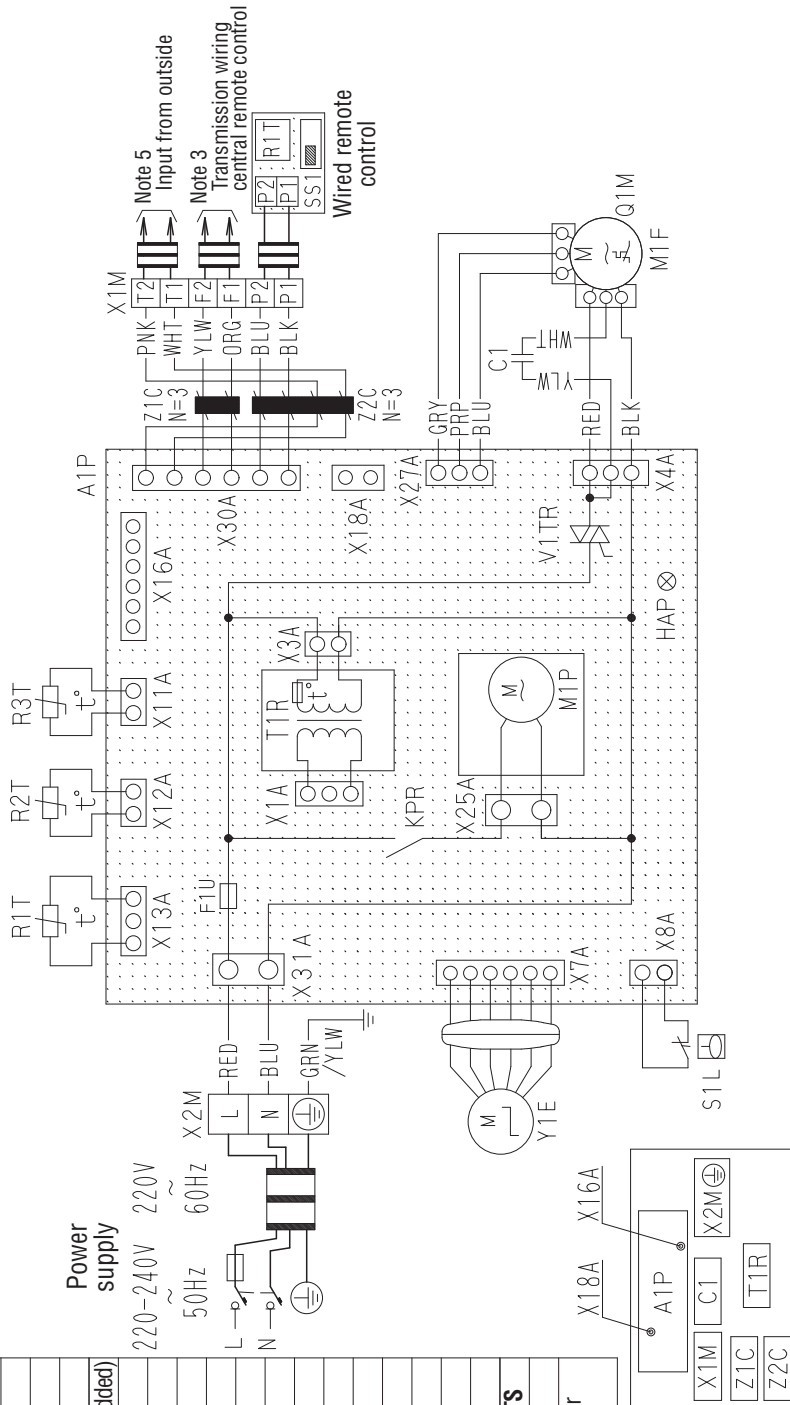 Power
supply
220-240V
~
50Hz
220V
~
60Hz
L
N
X2M
L
N
RED
BLU
GRN
/YLW
R1T
t°
X13A
R2T
t°
X12A
R3T
t°
X11A
X16A
A1P
X31A
F1U
X1A
T1R
t°
X3A
KPR
X25A
M
~
M1P
HAP
V1TR
X30A
X18A
X27A
X4A
X7A
X8A
M
Y1E
S1L
Z1C
N=3
Z2C
N=3
PNK
WHT
YLW
ORG
BLU
BLK
X1M
T2
T1
F2
F1
P2
P1
Note 5
Input from outside
Note 3
Transmission wiring
central remote control
P2
P1
R1T
SS1
Wired remote
control
GRY
PRP
BLU
RED
YLW
C1
WHT
BLK
M
~
Q1M
M1F
X18A
X16A
A1P
X1M
C1
X2M
Z1C
T1R
Z2C
dded)
rs
r